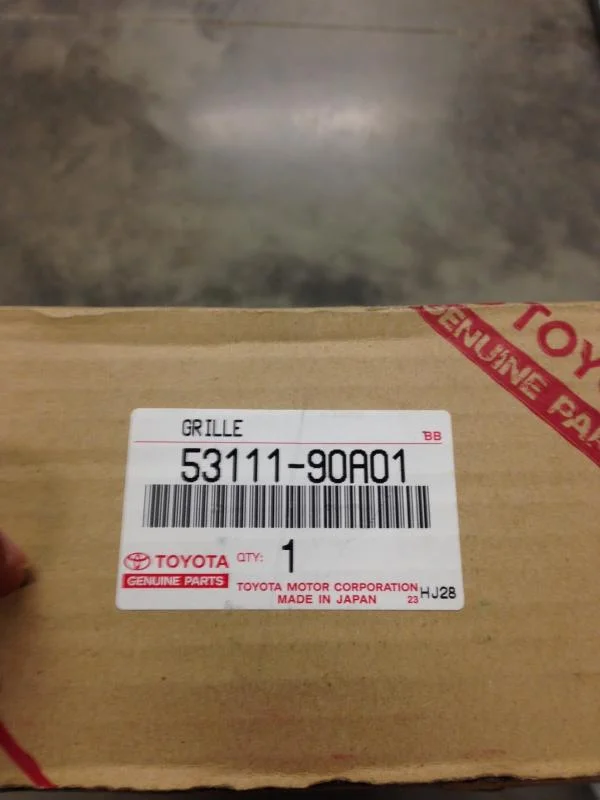 TOY
GENUINE PA
GRILLE
BB
53111-90A01
TOYOTA
GENUINE PARTS
QTY: 1
TOYOTA MOTOR CORPORATION
MADE IN JAPAN
23 HJ28